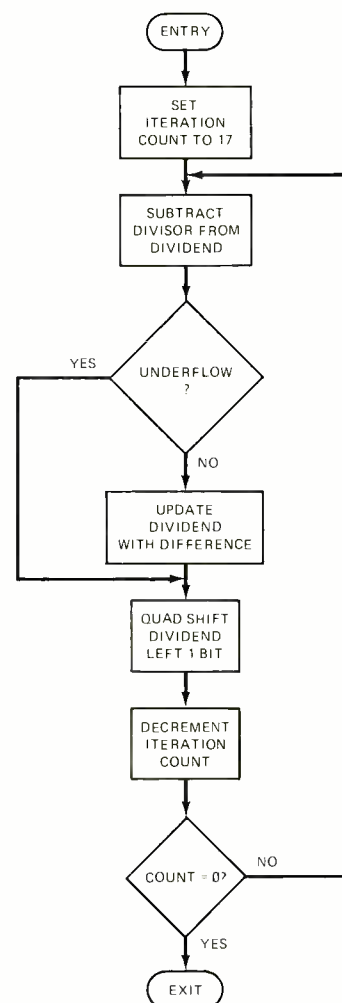 ENTRY
SET
ITERATION
COUNT TO 17
SUBTRACT
DIVISOR FROM
DIVIDEND
YES
UNDERFLOW
?
NO
UPDATE
DIVIDEND
WITH DIFFERENCE
QUAD SHIFT
DIVIDEND
LEFT 1 BIT
DECREMENT
ITERATION
COUNT
COUNT = 0?
NO
YES
EXIT